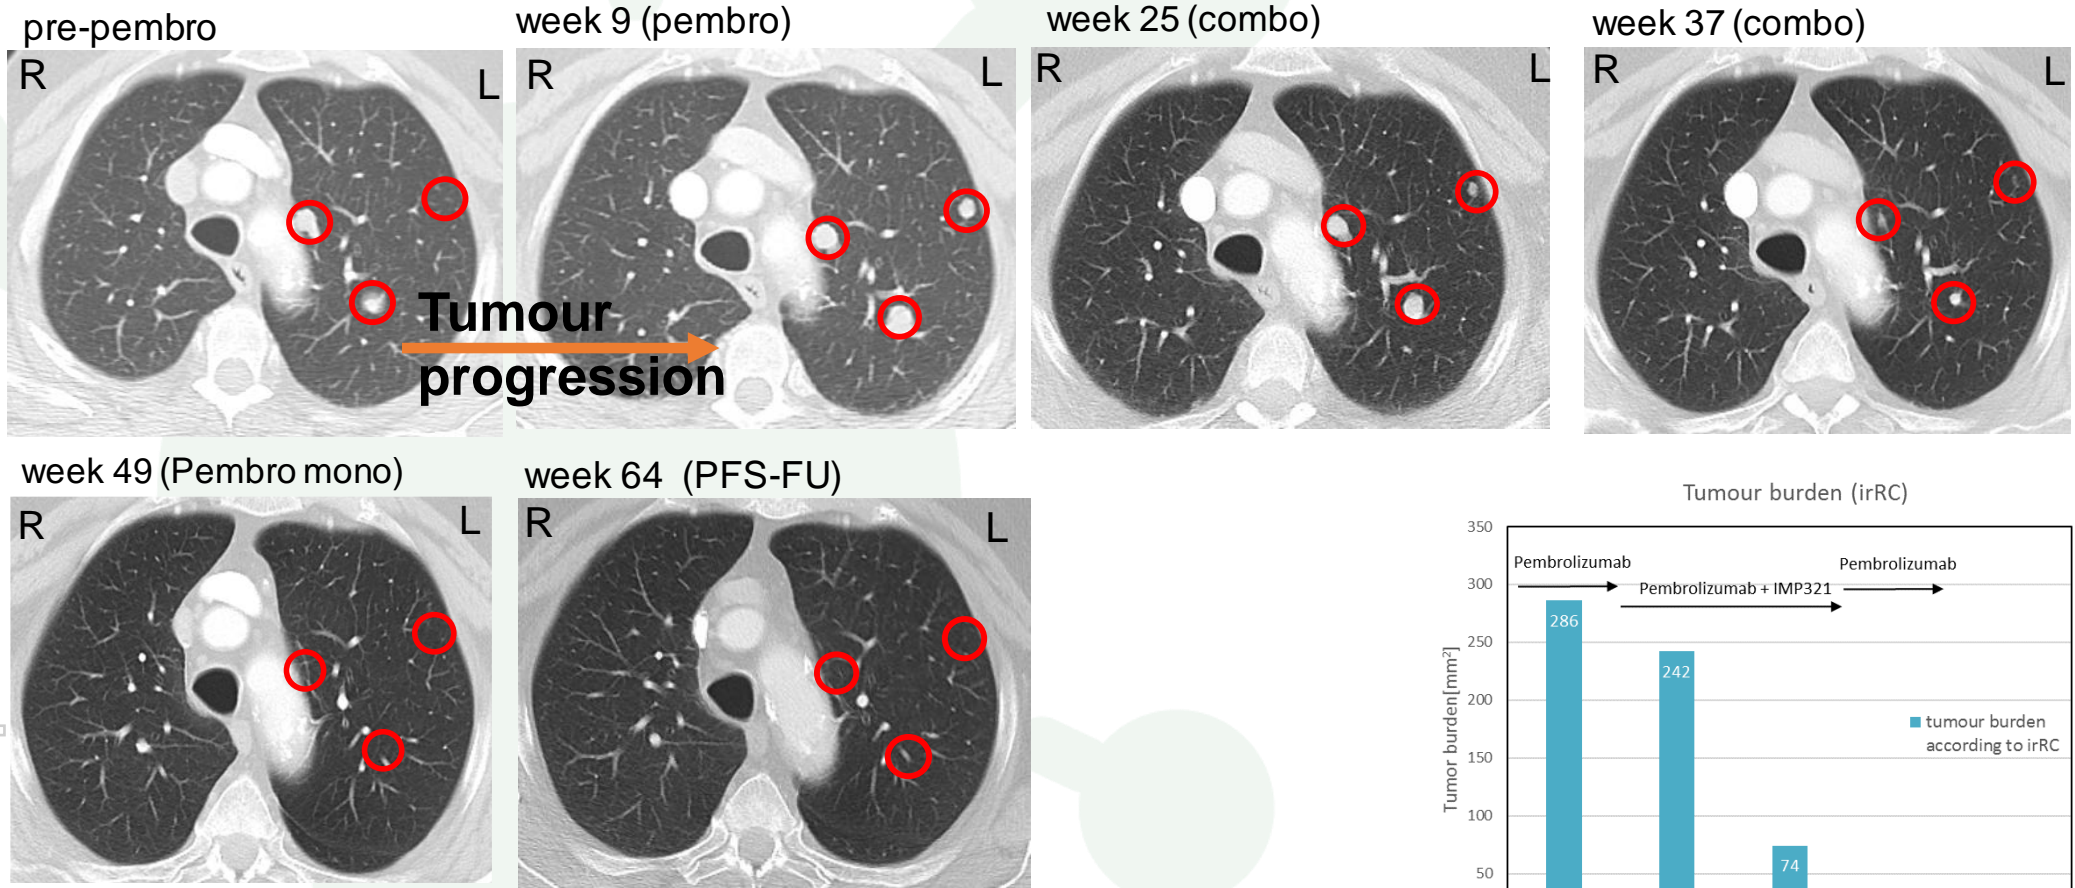 pre-pembro
week 9 (pembro)
week 25 (combo)
week 37 (combo)
R
L
R
L
R
L
R
L
Tumour
progression
week 49 (Pembro mono)
week 64 (PFS-FU)
R
L
R
L
Tumour burden (irRC)
350
300
250
200
150
100
50
Tumor burden[mm²]
Pembrolizumab
Pembrolizumab + IMP321
Pembrolizumab
286
242
74
tumour burden
according to irRC